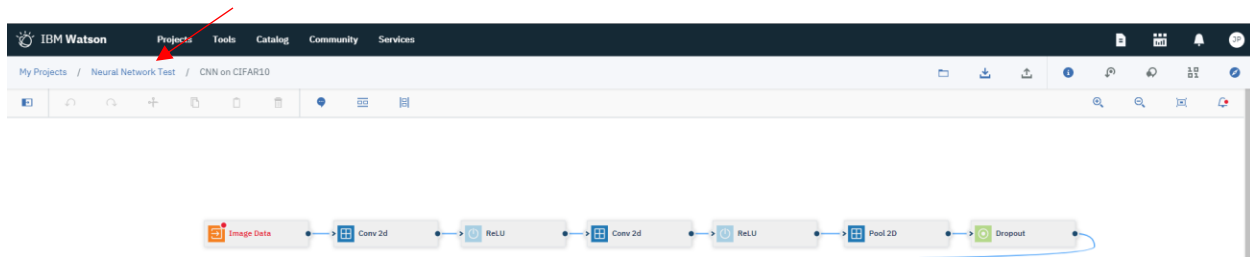 IBM Watson Projects Tools Catalog Community Services JP
My Projects / Neural Network Test / CNN on CIFAR10
Image Data Conv 2d ReLU Conv 2d ReLU Pool 2D Dropout